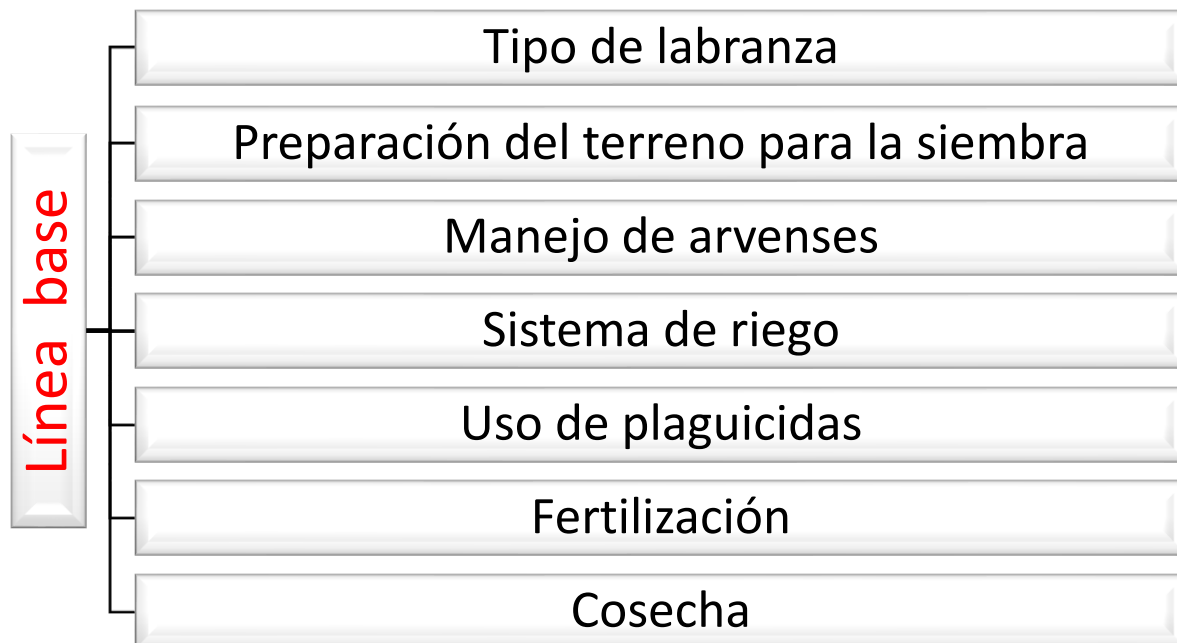 Línea base
Tipo de labranza
Preparación del terreno para la siembra
Manejo de arvenses
Sistema de riego
Uso de plaguicidas
Fertilización
Cosecha